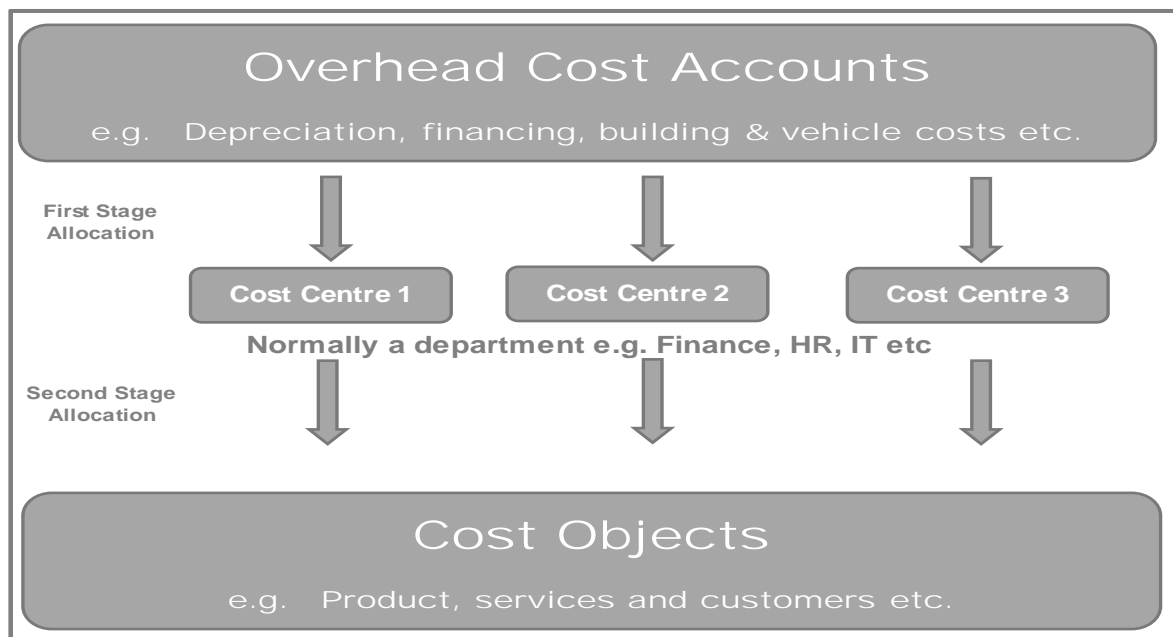 Overhead Cost Accounts
e.g. Depreciation, financing, building & vehicle costs etc.
First Stage
Allocation
Cost Centre 1
Cost Centre 2
Cost Centre 3
Normally a department e.g. Finance, HR, IT etc
Second Stage
Allocation
Cost Objects
e.g. Product, services and customers etc.